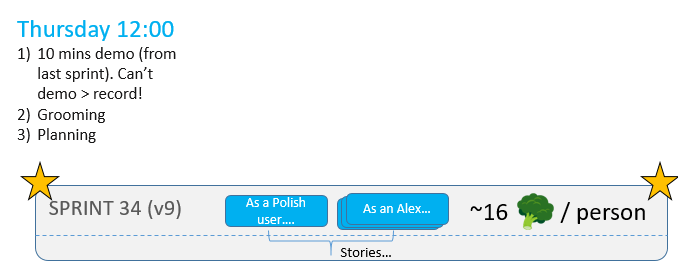 Thursday 12:00
1) 10 mins demo (from
last sprint). Can't
demo > record!
2) Grooming
3) Planning
SPRINT 34 (v9)
As a Polish
user....
As an Alex...
~16 / person
Stories...